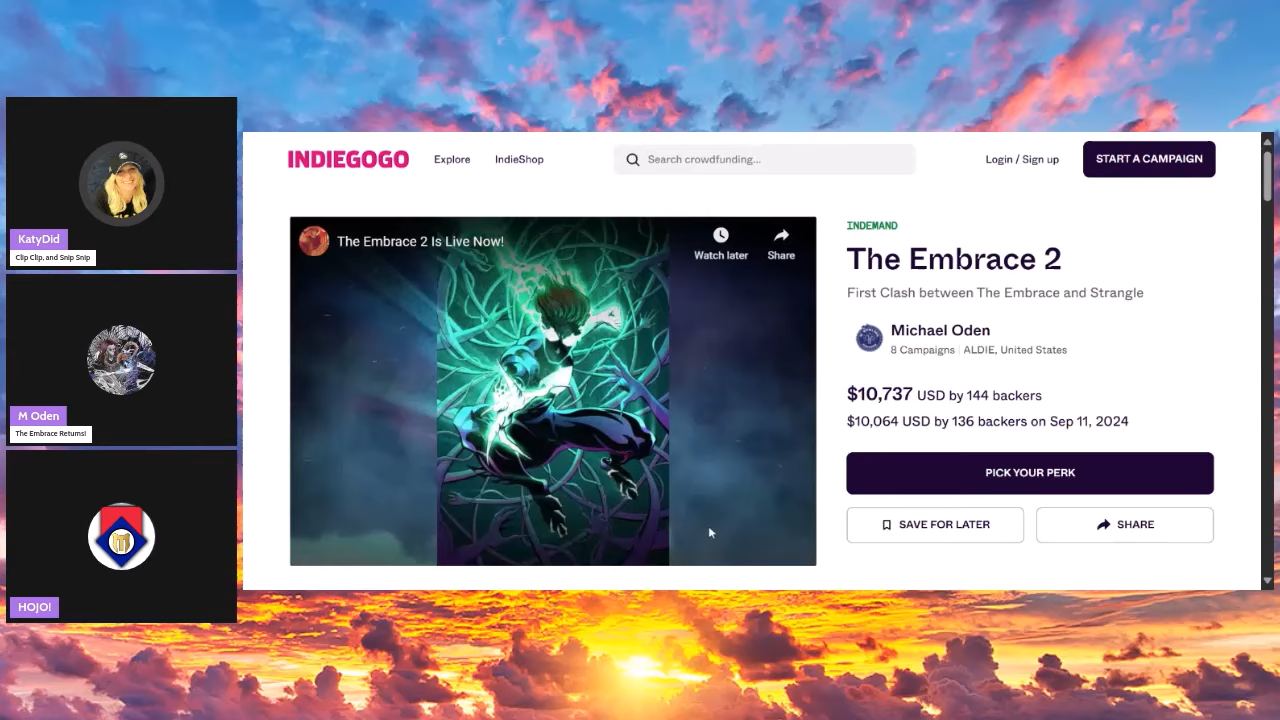 KatyDid
Clip Clip, and Snip Snip
M Oden
The Embrace Returns!
HOJO!
INDIEGOGO
Explore
IndieShop
Search crowdfunding...
Login / Sign up
START A CAMPAIGN
The Embrace 2 Is Live Now!
Watch later
Share
INDEMAND
The Embrace 2
First Clash between The Embrace and Strangle
Michael Oden
8 Campaigns | ALDIE, United States
$10,737 USD by 144 backers
$10,064 USD by 136 backers on Sep 11, 2024
PICK YOUR PERK
SAVE FOR LATER
SHARE